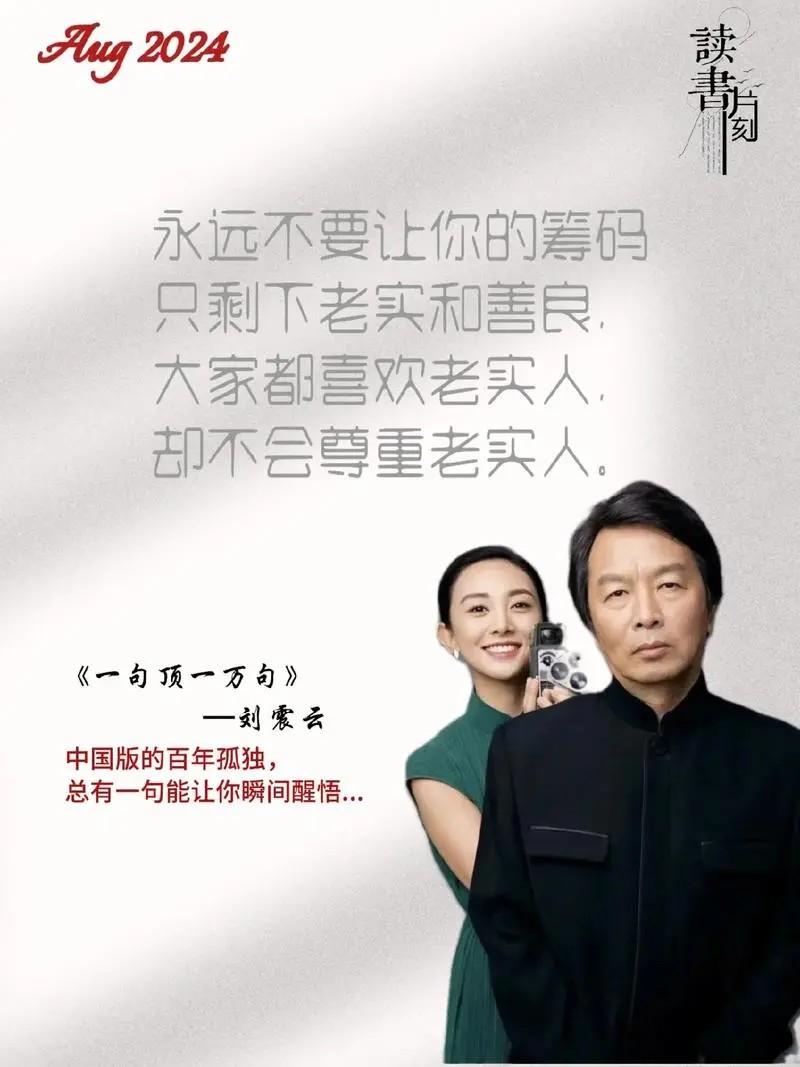 Aug 2024
讀書片刻
永远不要让你的筹码
只剩下老实和善良,
大家都喜欢老实人,
却不会尊重老实人。
《一句顶一万句》
—刘震云
中国版的百年孤独，
总有一句能让你瞬间醒悟...